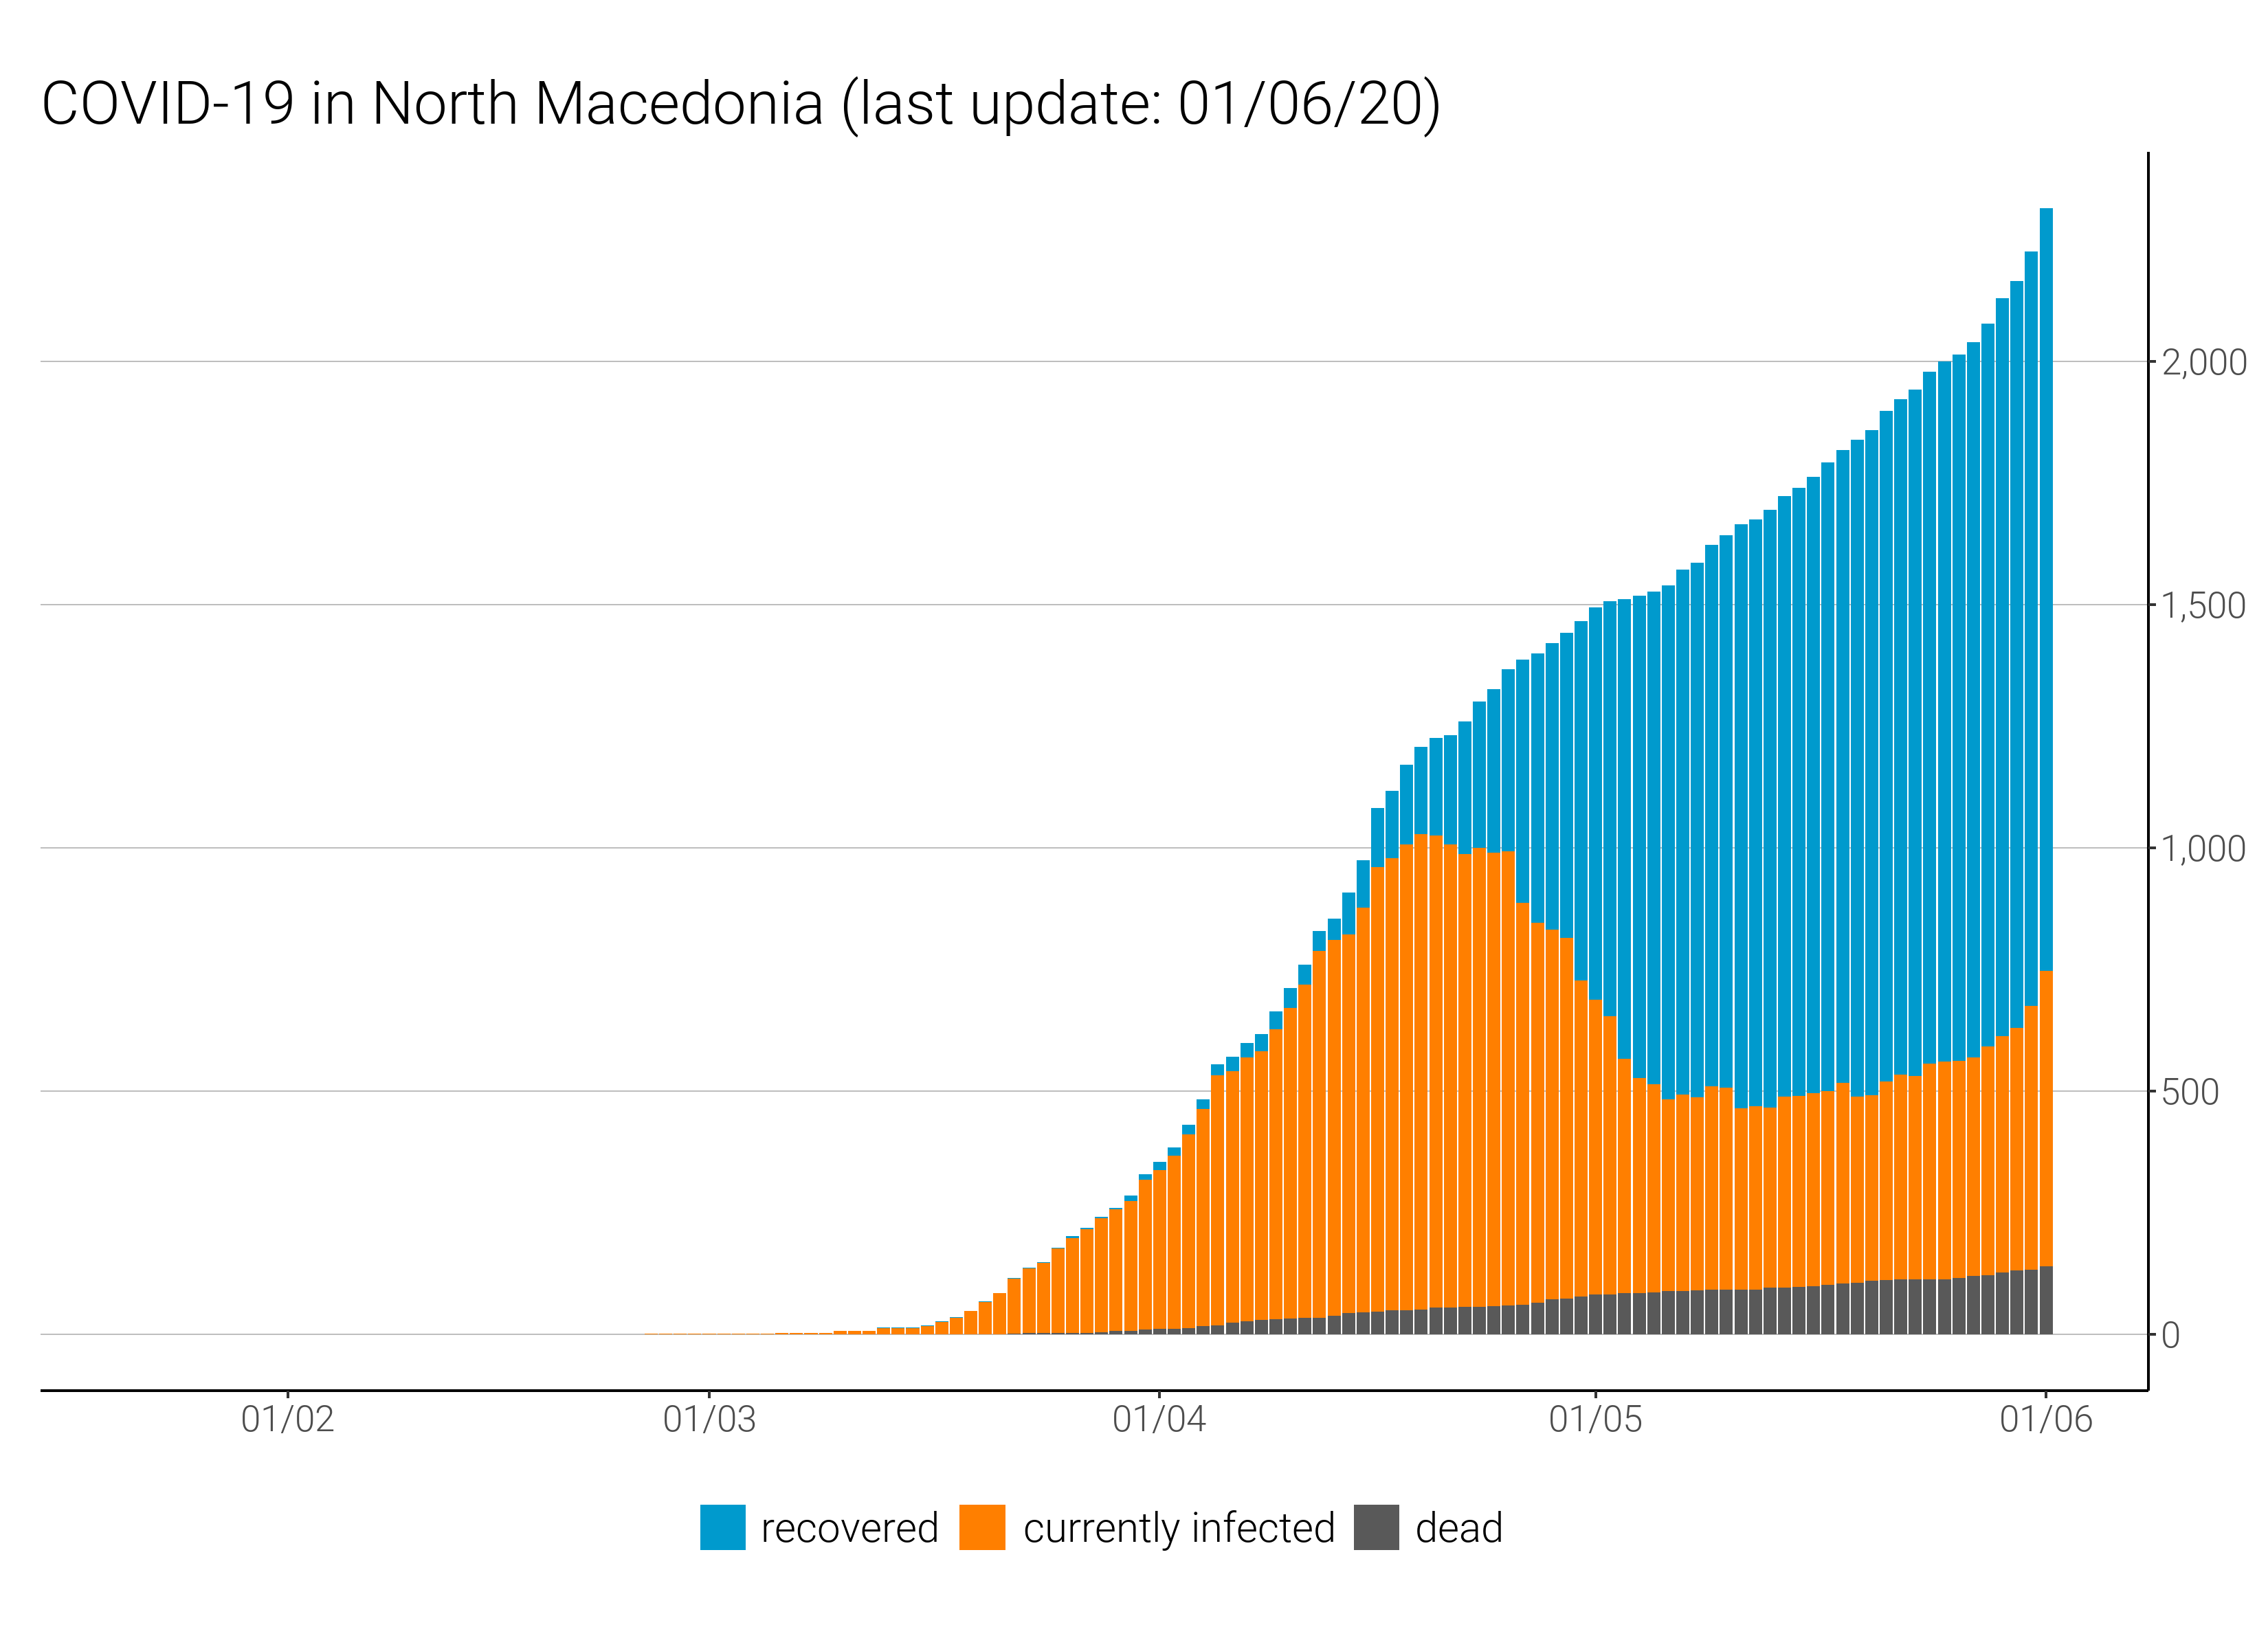 COVID-19 in North Macedonia (last update: 01/06/20)
2,000
1,500
1,000
500
0
01/02 01/03 01/04 01/05 01/06
recovered currently infected dead